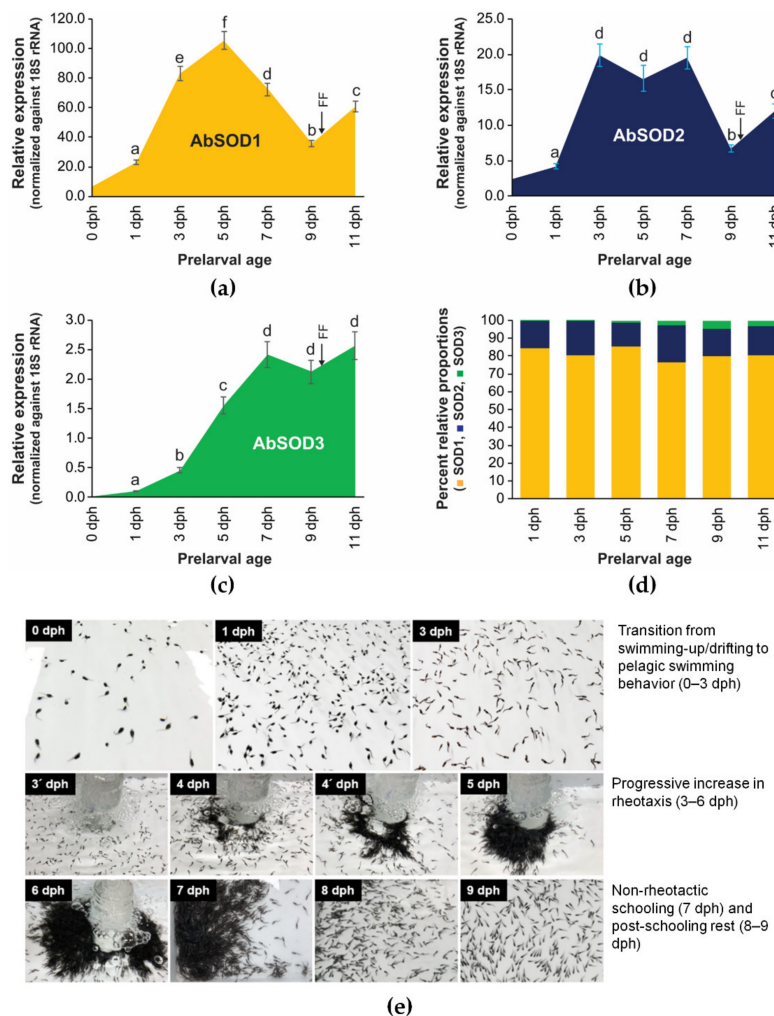 (a)
Relative expression
(normalized against 18S rRNA)
120.0
100.0
80.0
60.0
40.0
20.0
0.0
a
e
f
d
b
FF
c
AbSOD1
0 dph
1 dph
3 dph
5 dph
7 dph
9 dph
11 dph
Prelarval age
(b)
Relative expression
(normalized against 18S rRNA)
25.0
20.0
15.0
10.0
5.0
0.0
a
d
d
d
b
FF
AbSOD2
0 dph
1 dph
3 dph
5 dph
7 dph
9 dph
11 dph
Prelarval age
(c)
Relative expression
(normalized against 18S rRNA)
3.0
2.5
2.0
1.5
1.0
0.5
0.0
a
b
c
d
d
FF
d
AbSOD3
0 dph
1 dph
3 dph
5 dph
7 dph
9 dph
11 dph
Prelarval age
(d)
Percent relative proportions
( SOD1, SOD2, SOD3)
100
90
80
70
60
50
40
30
20
10
0
1 dph
3 dph
5 dph
7 dph
9 dph
11 dph
Prelarval age
0 dph
1 dph
3 dph
Transition from
swimming-up/drifting to
pelagic swimming
behavior (0–3 dph)
3´ dph
4 dph
4´ dph
5 dph
Progressive increase in
rheotaxis (3–6 dph)
6 dph
7 dph
8 dph
9 dph
Non-rheotactic
schooling (7 dph) and
post-schooling rest (8–9
dph)
(e)